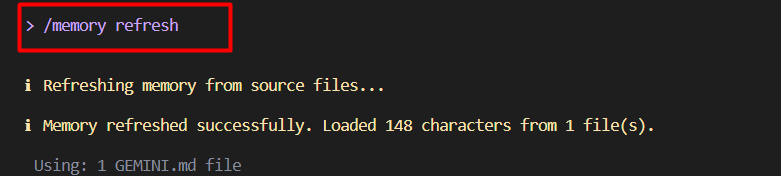 > /memory refresh
ℹ Refreshing memory from source files...
ℹ Memory refreshed successfully. Loaded 148 characters from 1 file(s).
Using: 1 GEMINI.md file